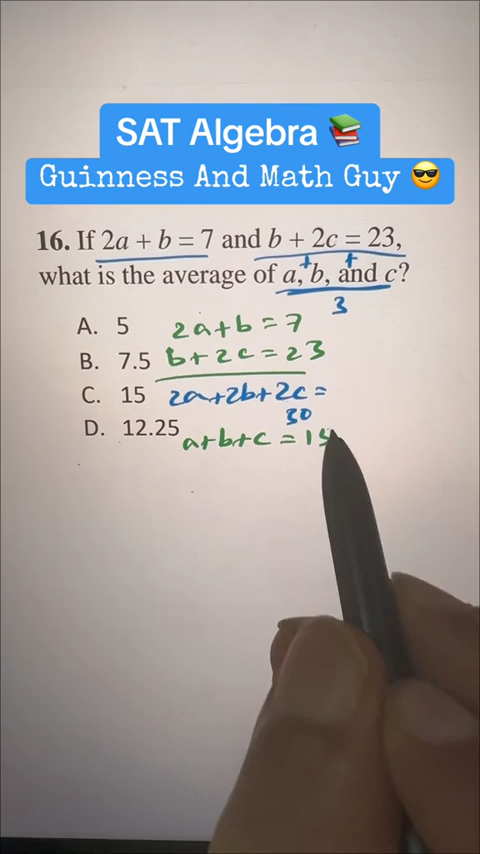 SAT Algebra 📚
Guinness And Math Guy 😎
16. If 2a + b = 7 and b + 2c = 23,
what is the average of a, b, and c?
+ +
3
A. 5
2a+b=7
B. 7.5
b+2c=23
C. 15
2a+2b+2c=
30
D. 12.25
a+b+c=15